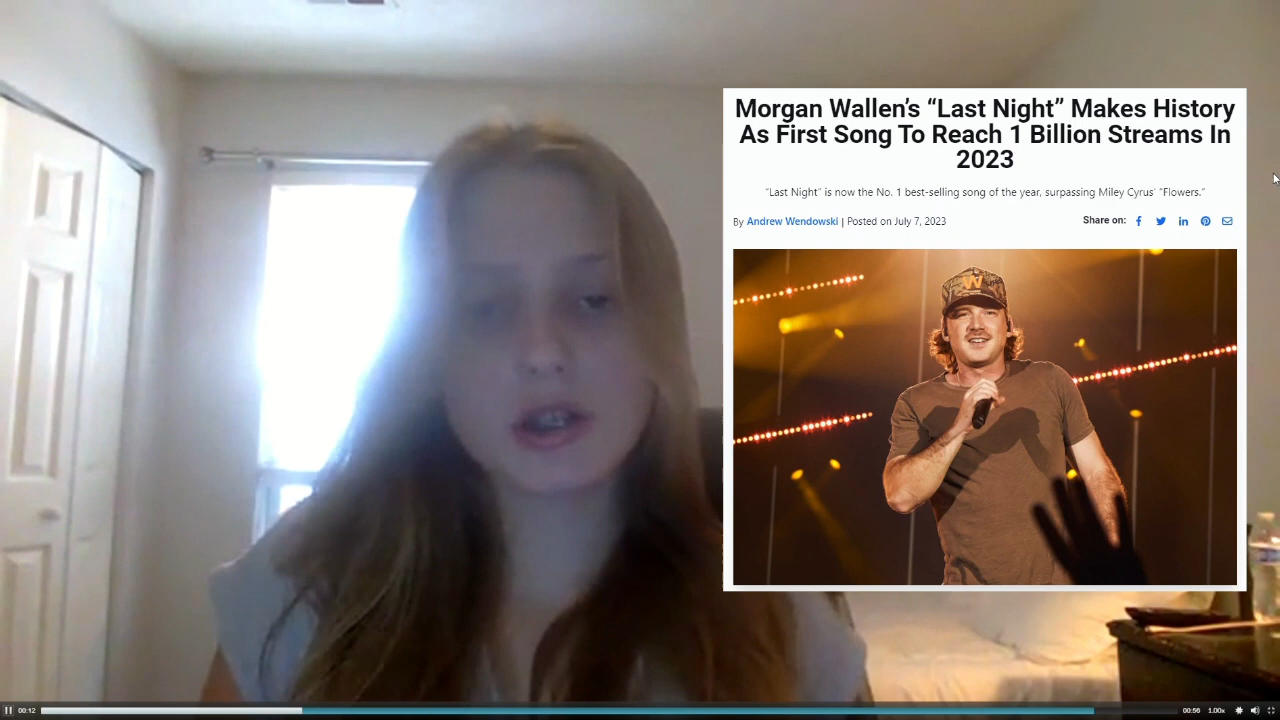 Morgan Wallen’s “Last Night” Makes History
As First Song To Reach 1 Billion Streams In
2023
“Last Night” is now the No. 1 best-selling song of the year, surpassing Miley Cyrus’ “Flowers.”
By Andrew Wendowski | Posted on July 7, 2023
Share on:
W
00:12
00:56
1.00x